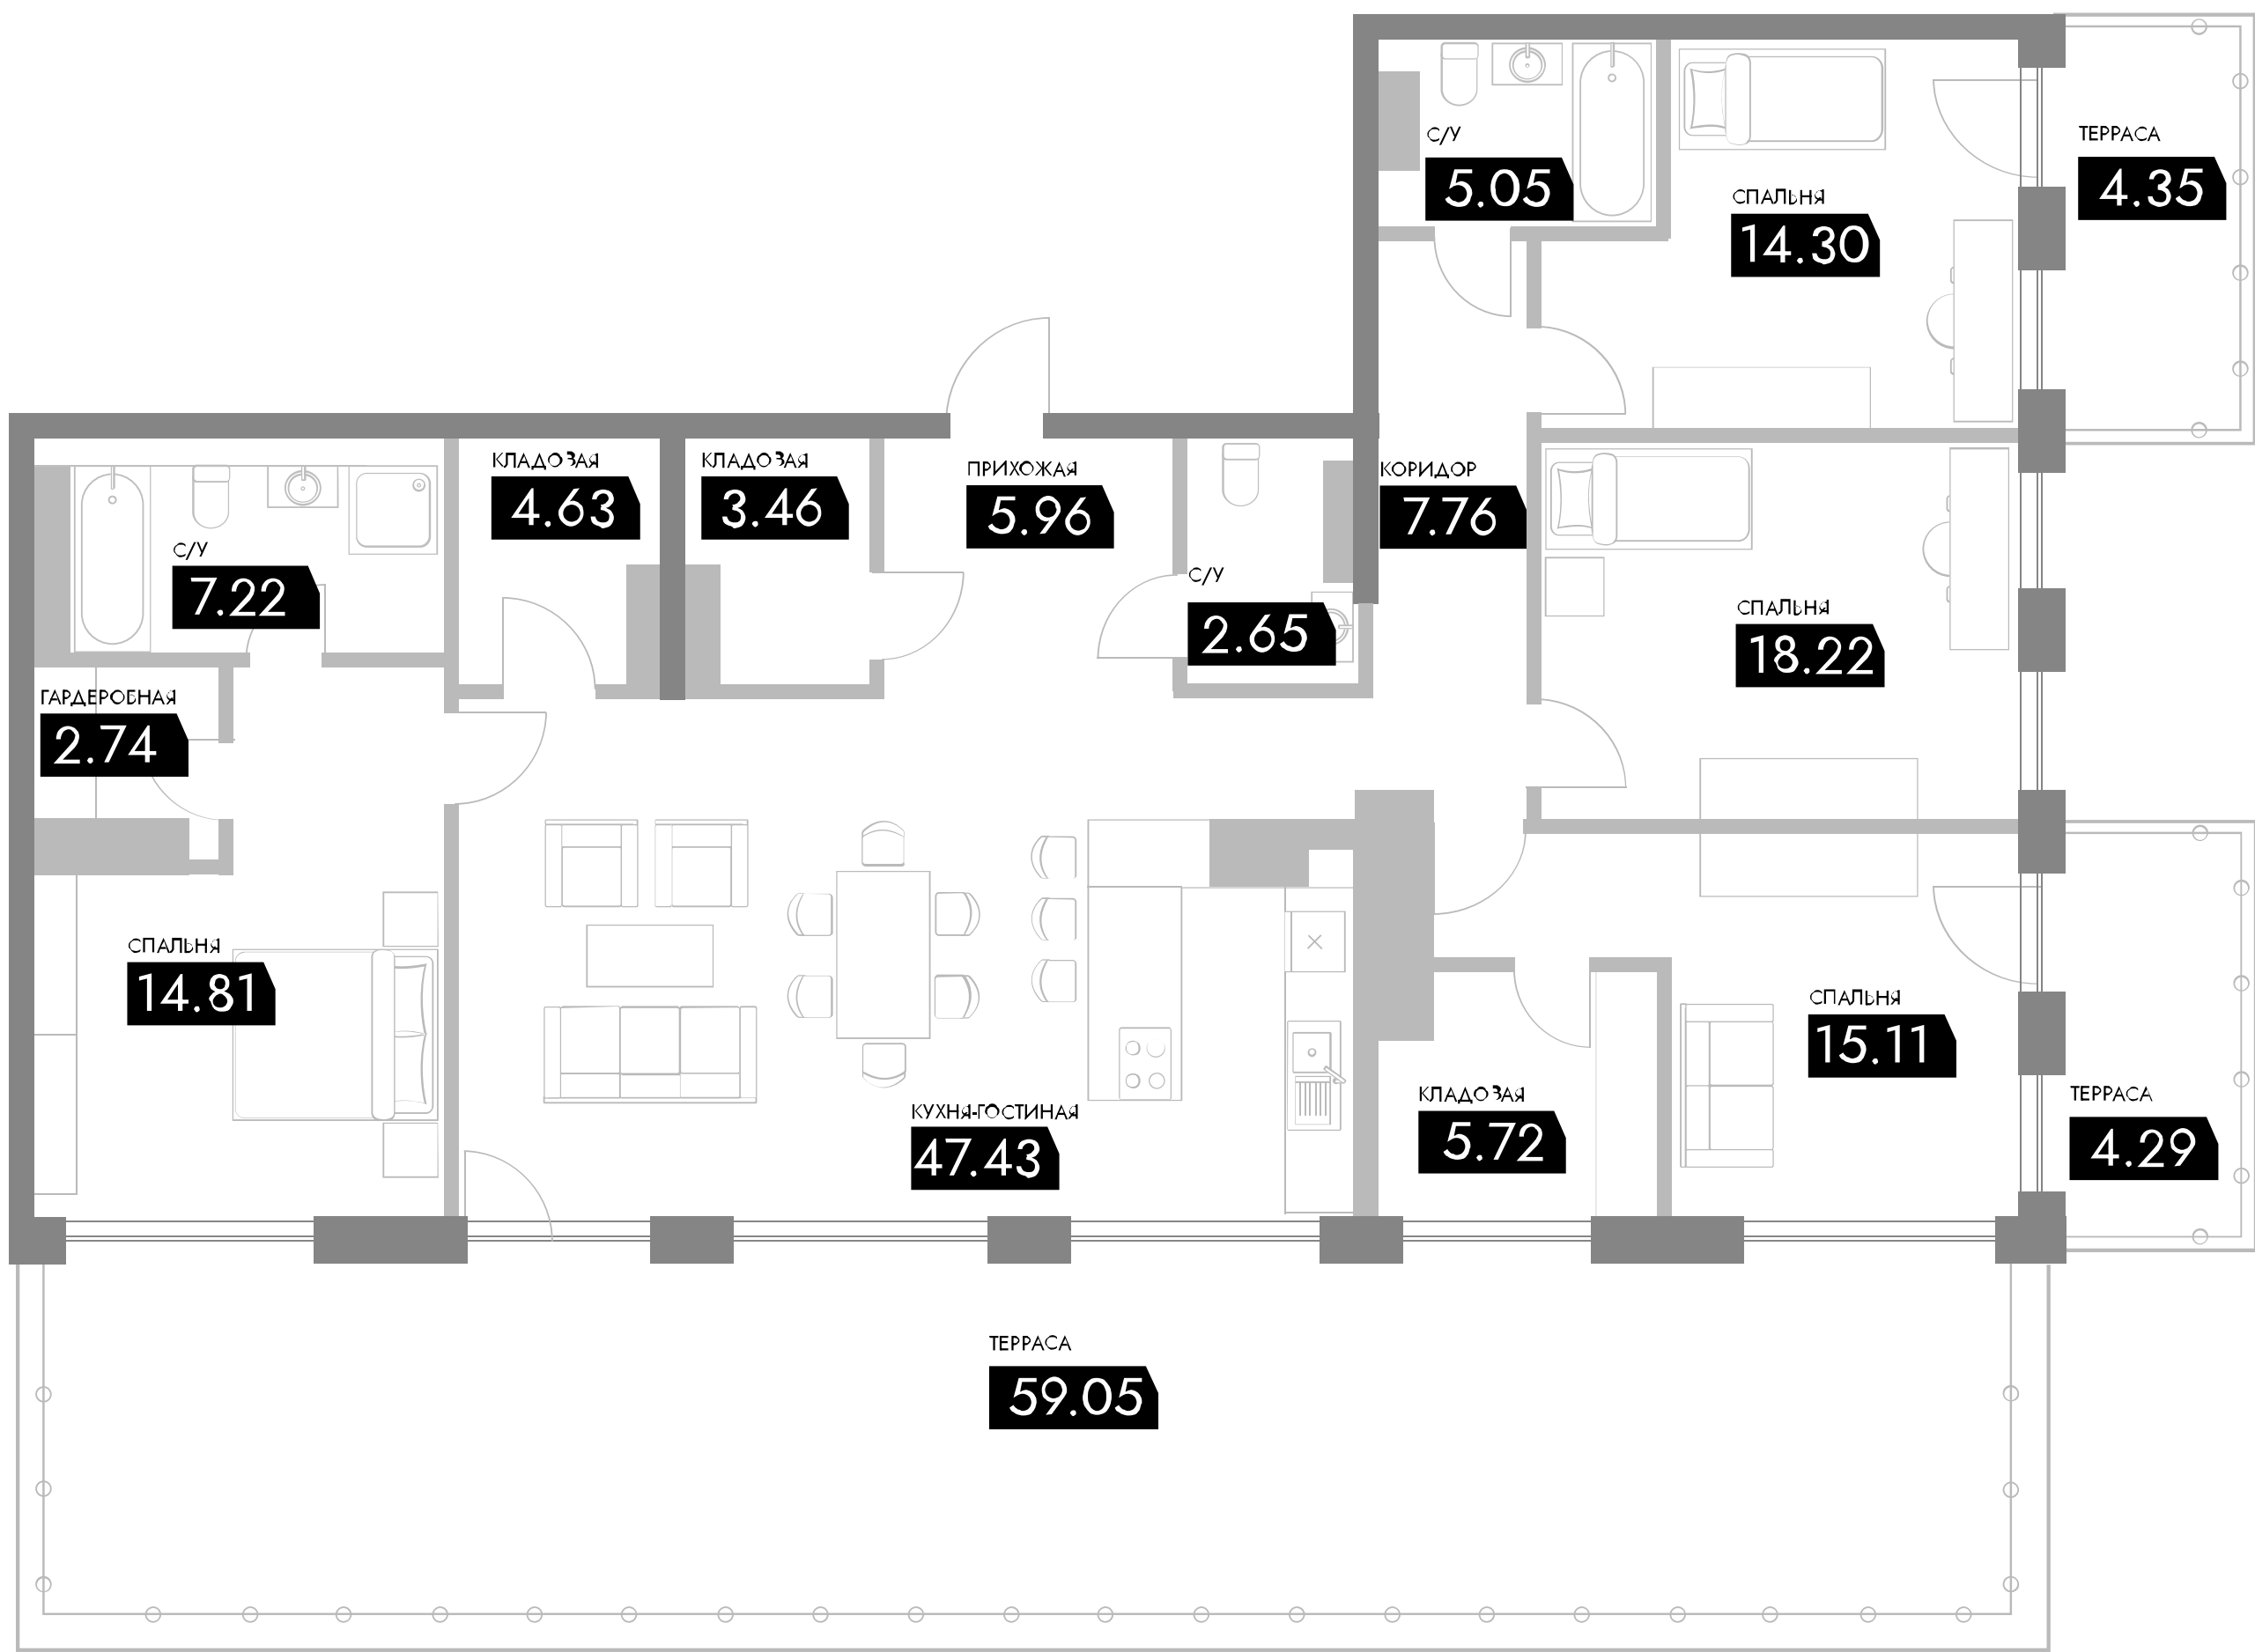 С/У
5.05
ТЕРРАСА
4.35
СПАЛЬНЯ
14.30
КЛАДОВАЯ
4.63
КЛАДОВАЯ
3.46
ПРИХОЖАЯ
5.96
КОРИДОР
7.76
С/У
7.22
С/У
2.65
СПАЛЬНЯ
18.22
ГАРДЕРОБНАЯ
2.74
СПАЛЬНЯ
14.81
СПАЛЬНЯ
15.11
КЛАДОВАЯ
5.72
ТЕРРАСА
4.29
КУХНЯ-ГОСТИНАЯ
47.43
ТЕРРАСА
59.05